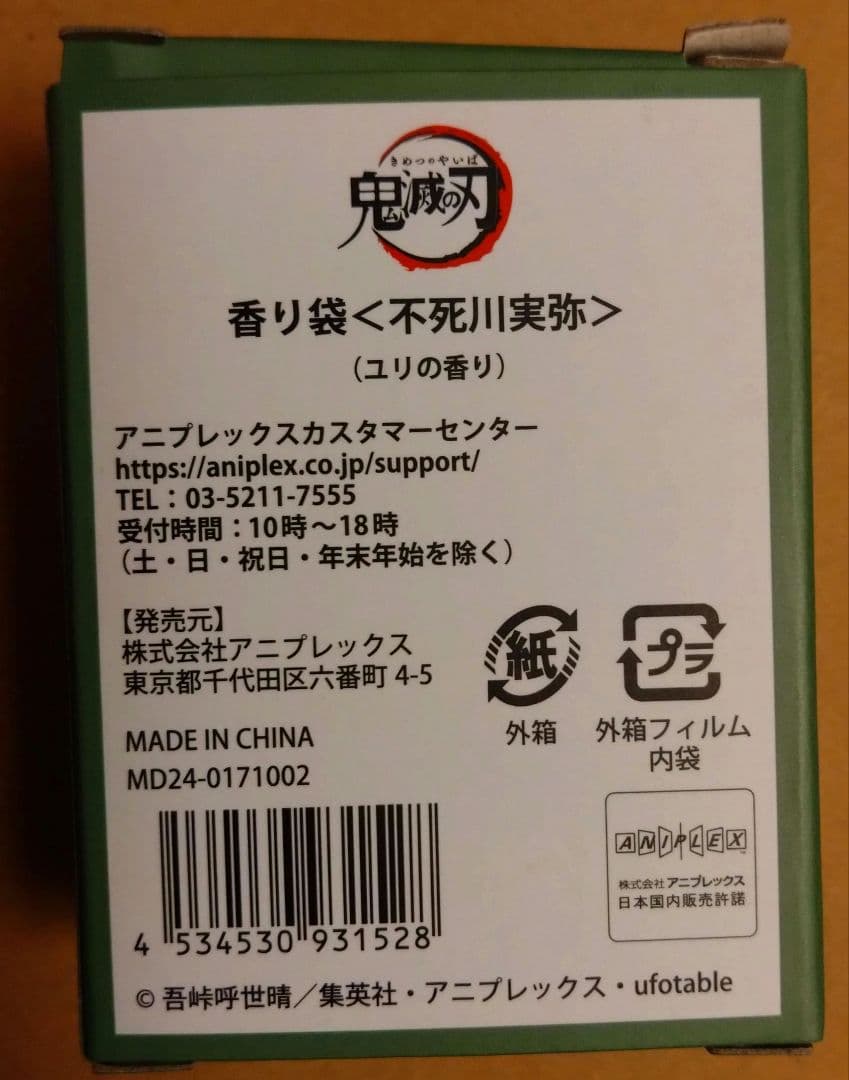 きめつのやいば
鬼滅の刃
香り袋＜不死川実弥＞
（ユリの香り）
アニプレックスカスタマーセンター
https://aniplex.co.jp/support/
TEL：03-5211-7555
受付時間：10時～18時
（土・日・祝日・年末年始を除く）
【発売元】
株式会社アニプレックス
東京都千代田区六番町 4-5
紙
外箱
プラ
外箱フィルム
内袋
MADE IN CHINA
MD24-0171002
4 534530 931528
ANIPLEX
株式会社アニプレックス
日本国内販売許諾
© 吾峠呼世晴／集英社・アニプレックス・ufotable